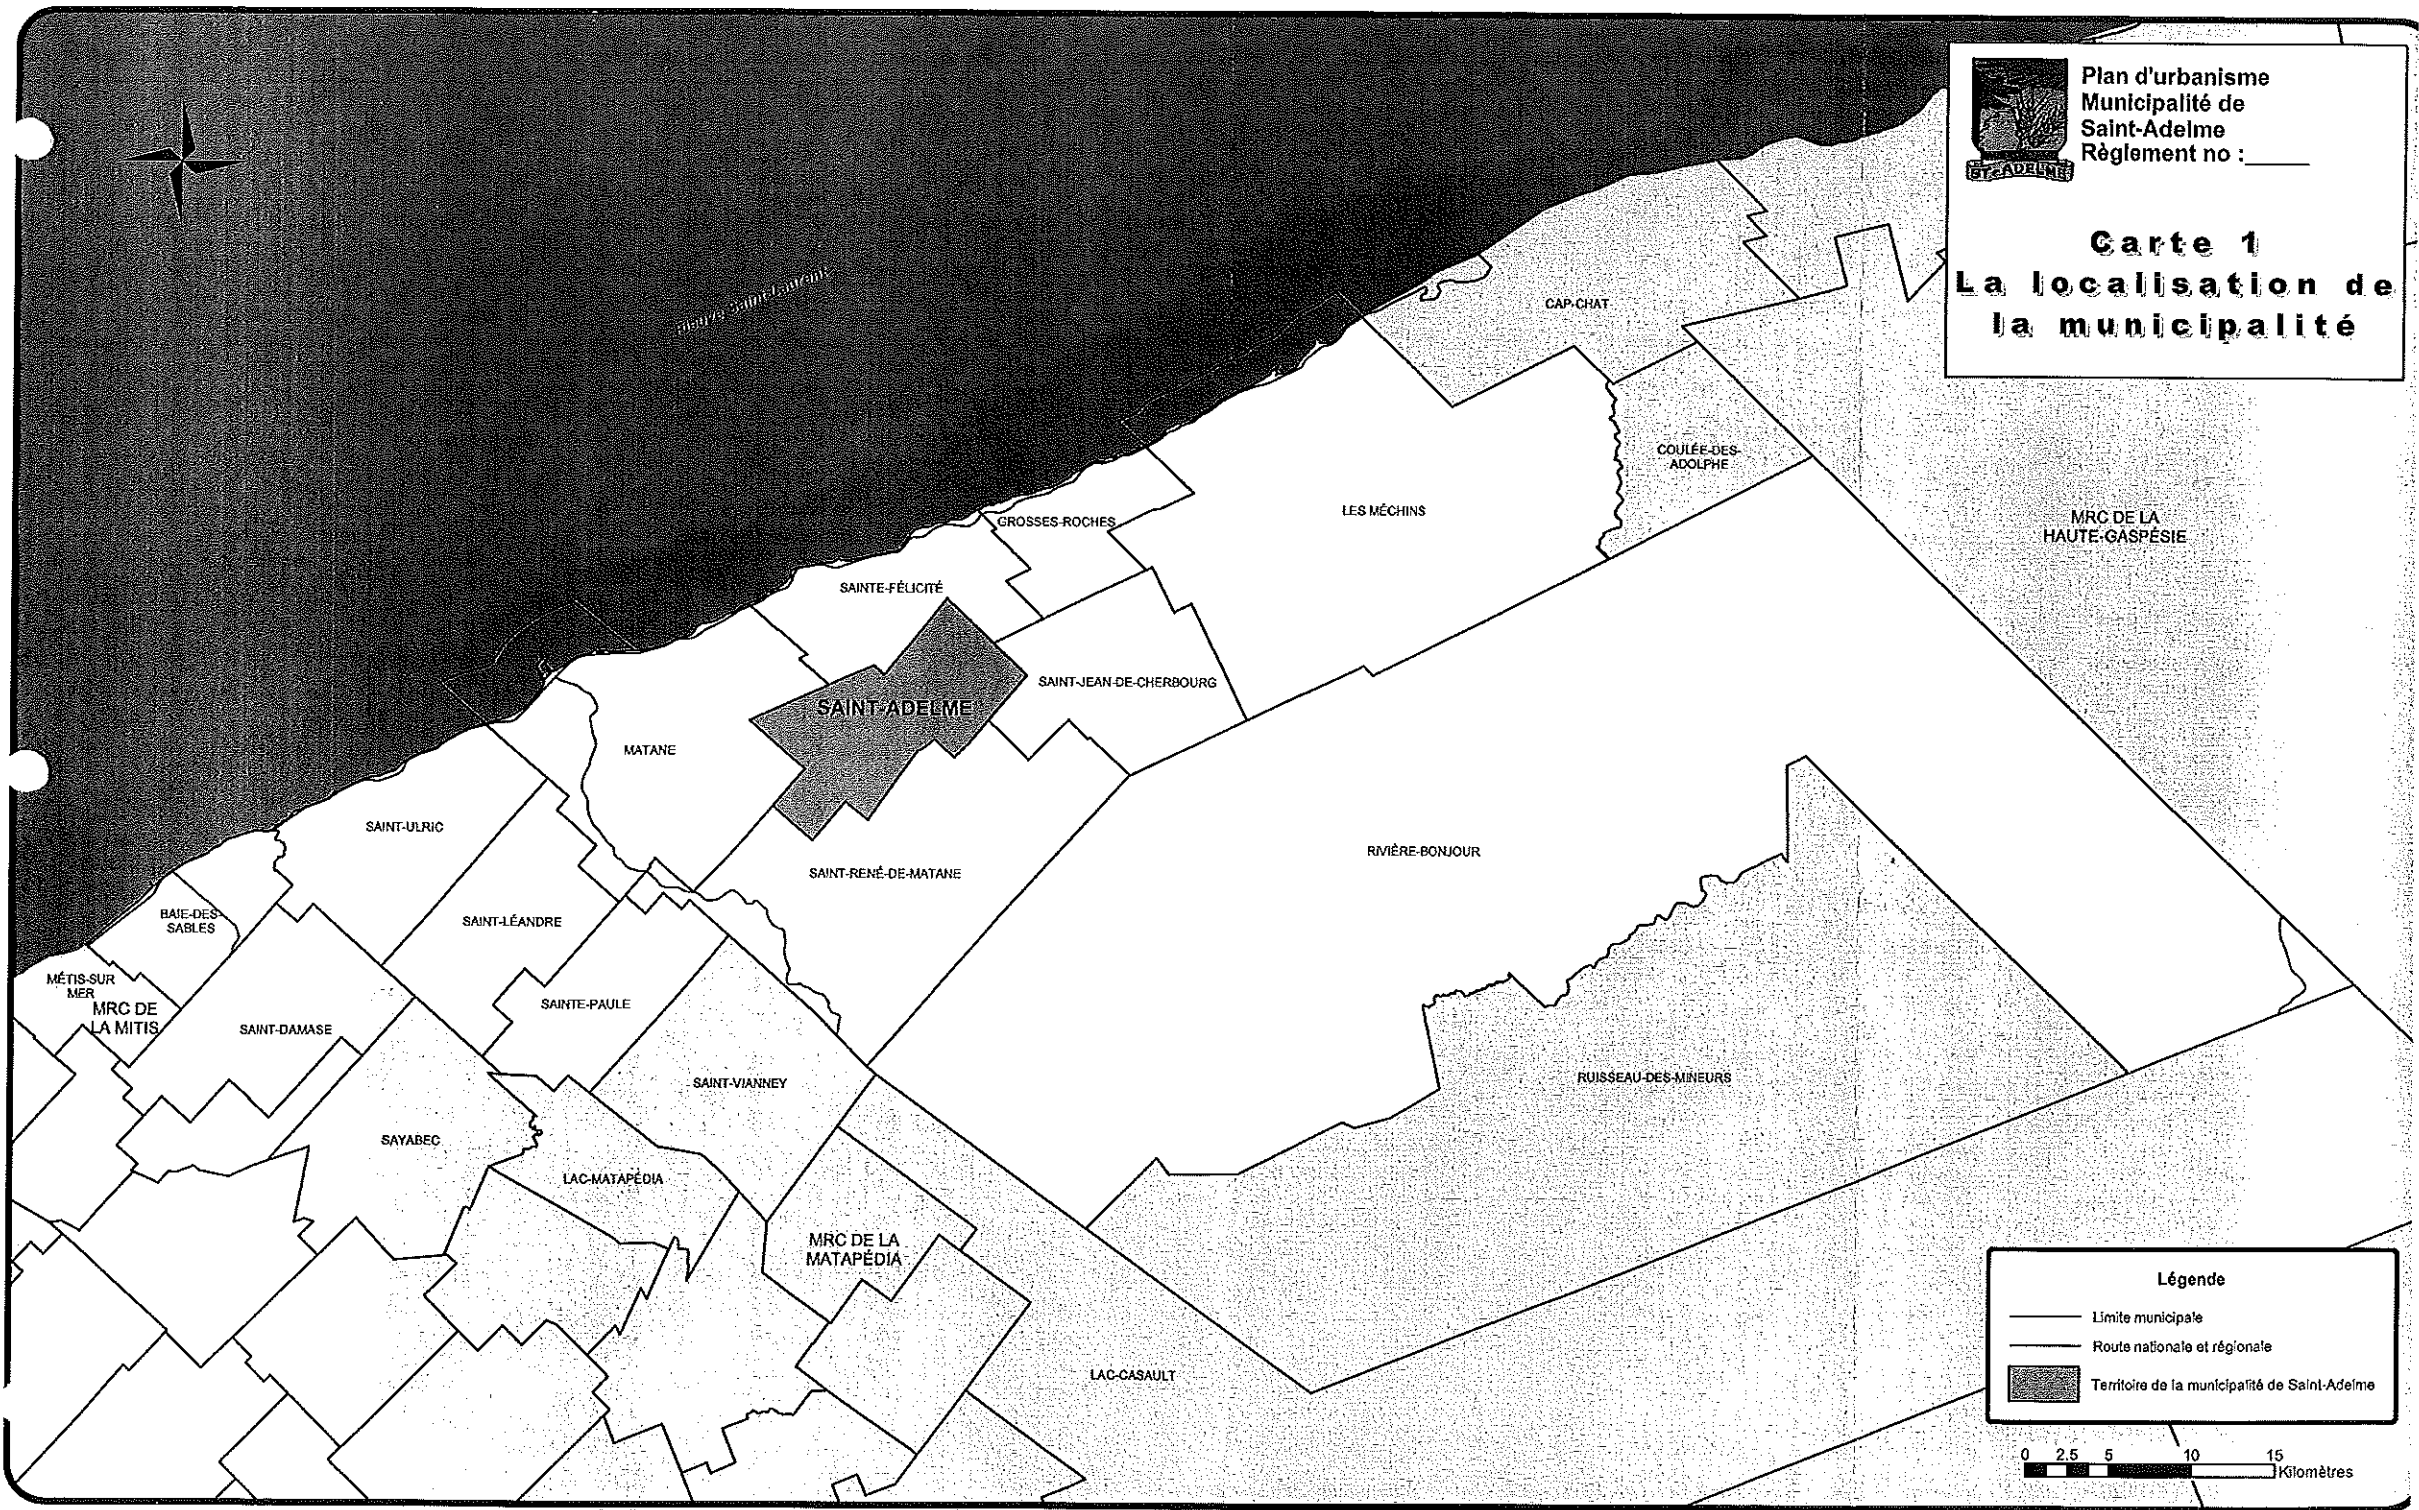 Plan d'urbanisme
Municipalité de
Saint-Adelme
Règlement no :_____
ST-ADELME
Carte 1
La localisation de
la municipalité
fleuve Saint-Laurent
CAP-CHAT
COULÉE-DES-
ADOLPHE
LES MÉCHINS
MRC DE LA
HAUTE-GASPÉSIE
GROSSES-ROCHES
SAINTE-FÉLICITÉ
SAINT-JEAN-DE-CHERBOURG
SAINT-ADELME
MATANE
SAINT-ULRIC
RIVIÈRE-BONJOUR
SAINT-RENÉ-DE-MATANE
BAIE-DES-
SABLES
SAINT-LÉANDRE
MÉTIS-SUR
MER
MRC DE
LA MITIS
SAINT-DAMASE
SAINTE-PAULE
SAINT-VIANNEY
RUISSEAU-DES-MINEURS
SAYABEC
LAC-MATAPÉDIA
MRC DE LA
MATAPÉDIA
LAC-CASAULT
Légende
Limite municipale
Route nationale et régionale
Territoire de la municipalité de Saint-Adelme
0 2.5 5 10 15
Kilomètres